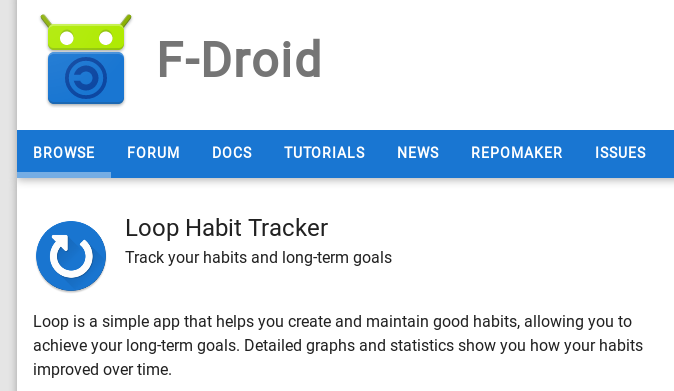 F-Droid
BROWSE FORUM DOCS TUTORIALS NEWS REPOMAKER ISSUES
Loop Habit Tracker
Track your habits and long-term goals
Loop is a simple app that helps you create and maintain good habits, allowing you to
achieve your long-term goals. Detailed graphs and statistics show you how your habits
improved over time.